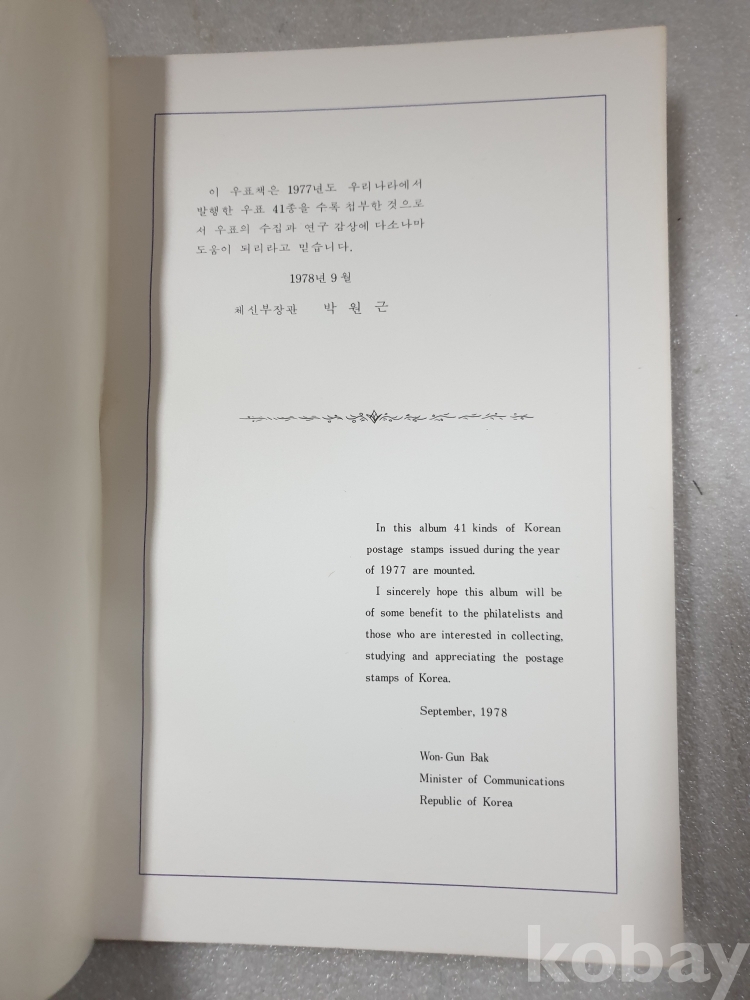 이 우표책은 1977년도 우리나라에서
발행한 우표 41종을 수록 첩부한 것으로
서 우표의 수집과 연구 감상에 다소나마
도움이 되리라고 믿습니다.
1978년 9월
체신부장관 박원근
In this album 41 kinds of Korean
postage stamps issued during the year
of 1977 are mounted.
I sincerely hope this album will be
of some benefit to the philatelists and
those who are interested in collecting,
studying and appreciating the postage
stamps of Korea.
September, 1978
Won-Gun Bak
Minister of Communications
Republic of Korea
kobay